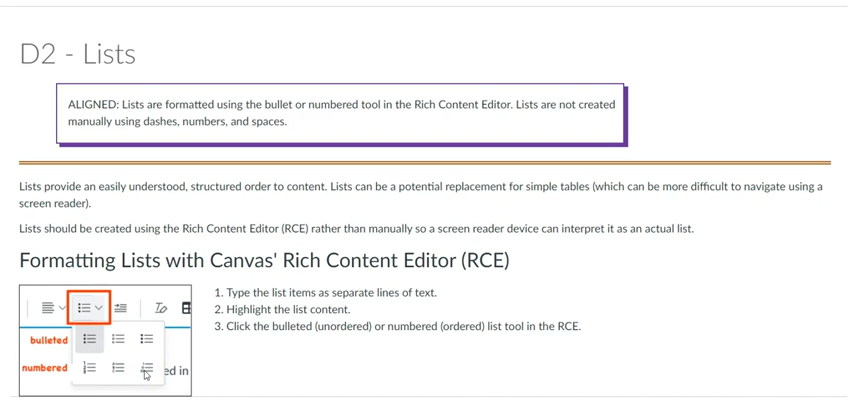 D2 - Lists
ALIGNED: Lists are formatted using the bullet or numbered tool in the Rich Content Editor. Lists are not created
manually using dashes, numbers, and spaces.
Lists provide an easily understood, structured order to content. Lists can be a potential replacement for simple tables (which can be more difficult to navigate using a
screen reader).
Lists should be created using the Rich Content Editor (RCE) rather than manually so a screen reader device can interpret it as an actual list.
Formatting Lists with Canvas' Rich Content Editor (RCE)
bulleted
numbered
ed in
1. Type the list items as separate lines of text.
2. Highlight the list content.
3. Click the bulleted (unordered) or numbered (ordered) list tool in the RCE.